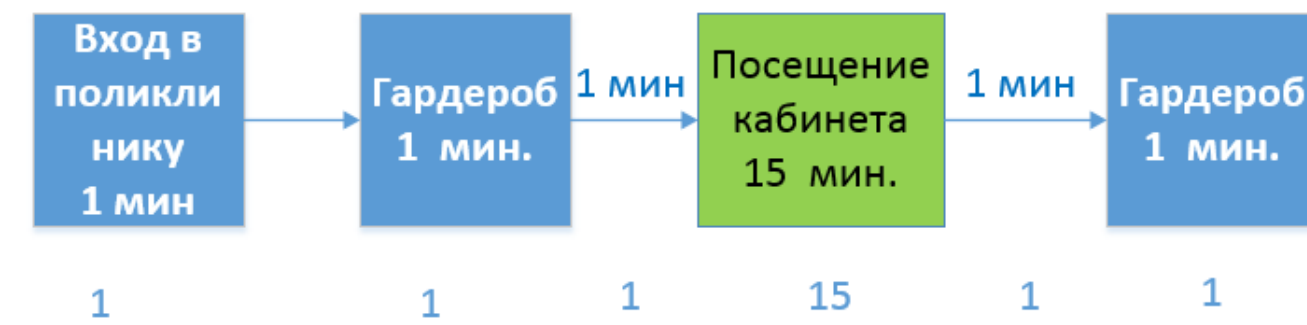 Вход в
поликли
нику
1 мин
Гардероб
1 мин.
1 мин
Посещение
кабинета
15 мин.
1 мин
Гардероб
1 мин.
1
1
1
15
1
1